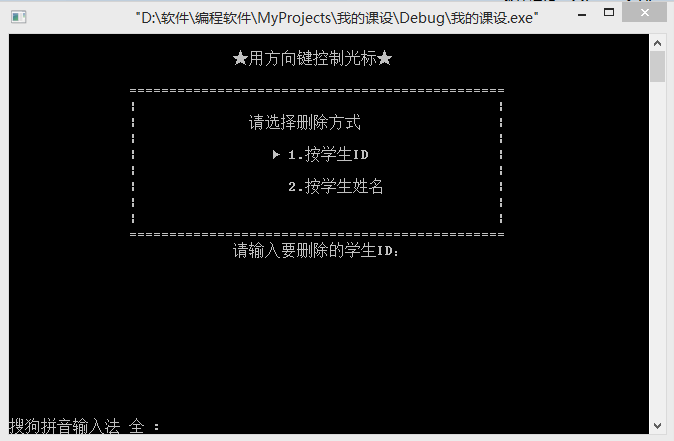 "D:\软件\编程软件\MyProjects\我的课设\Debug\我的课设.exe"
★用方向键控制光标★
===============================================
请选择删除方式
▶ 1.按学生ID
2.按学生姓名
===============================================
请输入要删除的学生ID:
搜狗拼音输入法 全 :